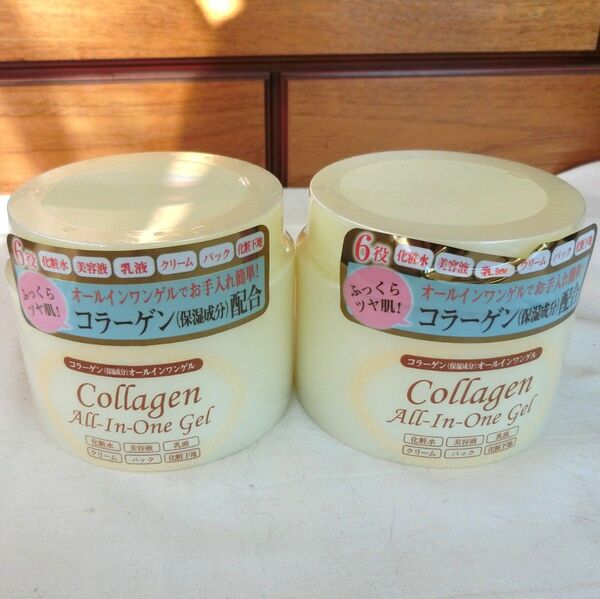 6役 化粧水 美容液 乳液 クリーム パック 化粧下地
ふっくら
ツヤ肌!
オールインワンゲルでお手入れ簡単!
コラーゲン(保湿成分)配合
コラーゲン(保湿成分)オールインワンゲル
Collagen
All-In-One Gel
化粧水 美容液 乳液
クリーム パック 化粧下地
6役 化粧水 美容液 乳液 クリーム パック 化粧下地
ふっくら
ツヤ肌!
オールインワンゲルでお手入れ簡単!
コラーゲン(保湿成分)配合
コラーゲン(保湿成分)オールインワンゲル
Collagen
All-In-One Gel
化粧水 美容液 乳液
クリーム パック 化粧下地